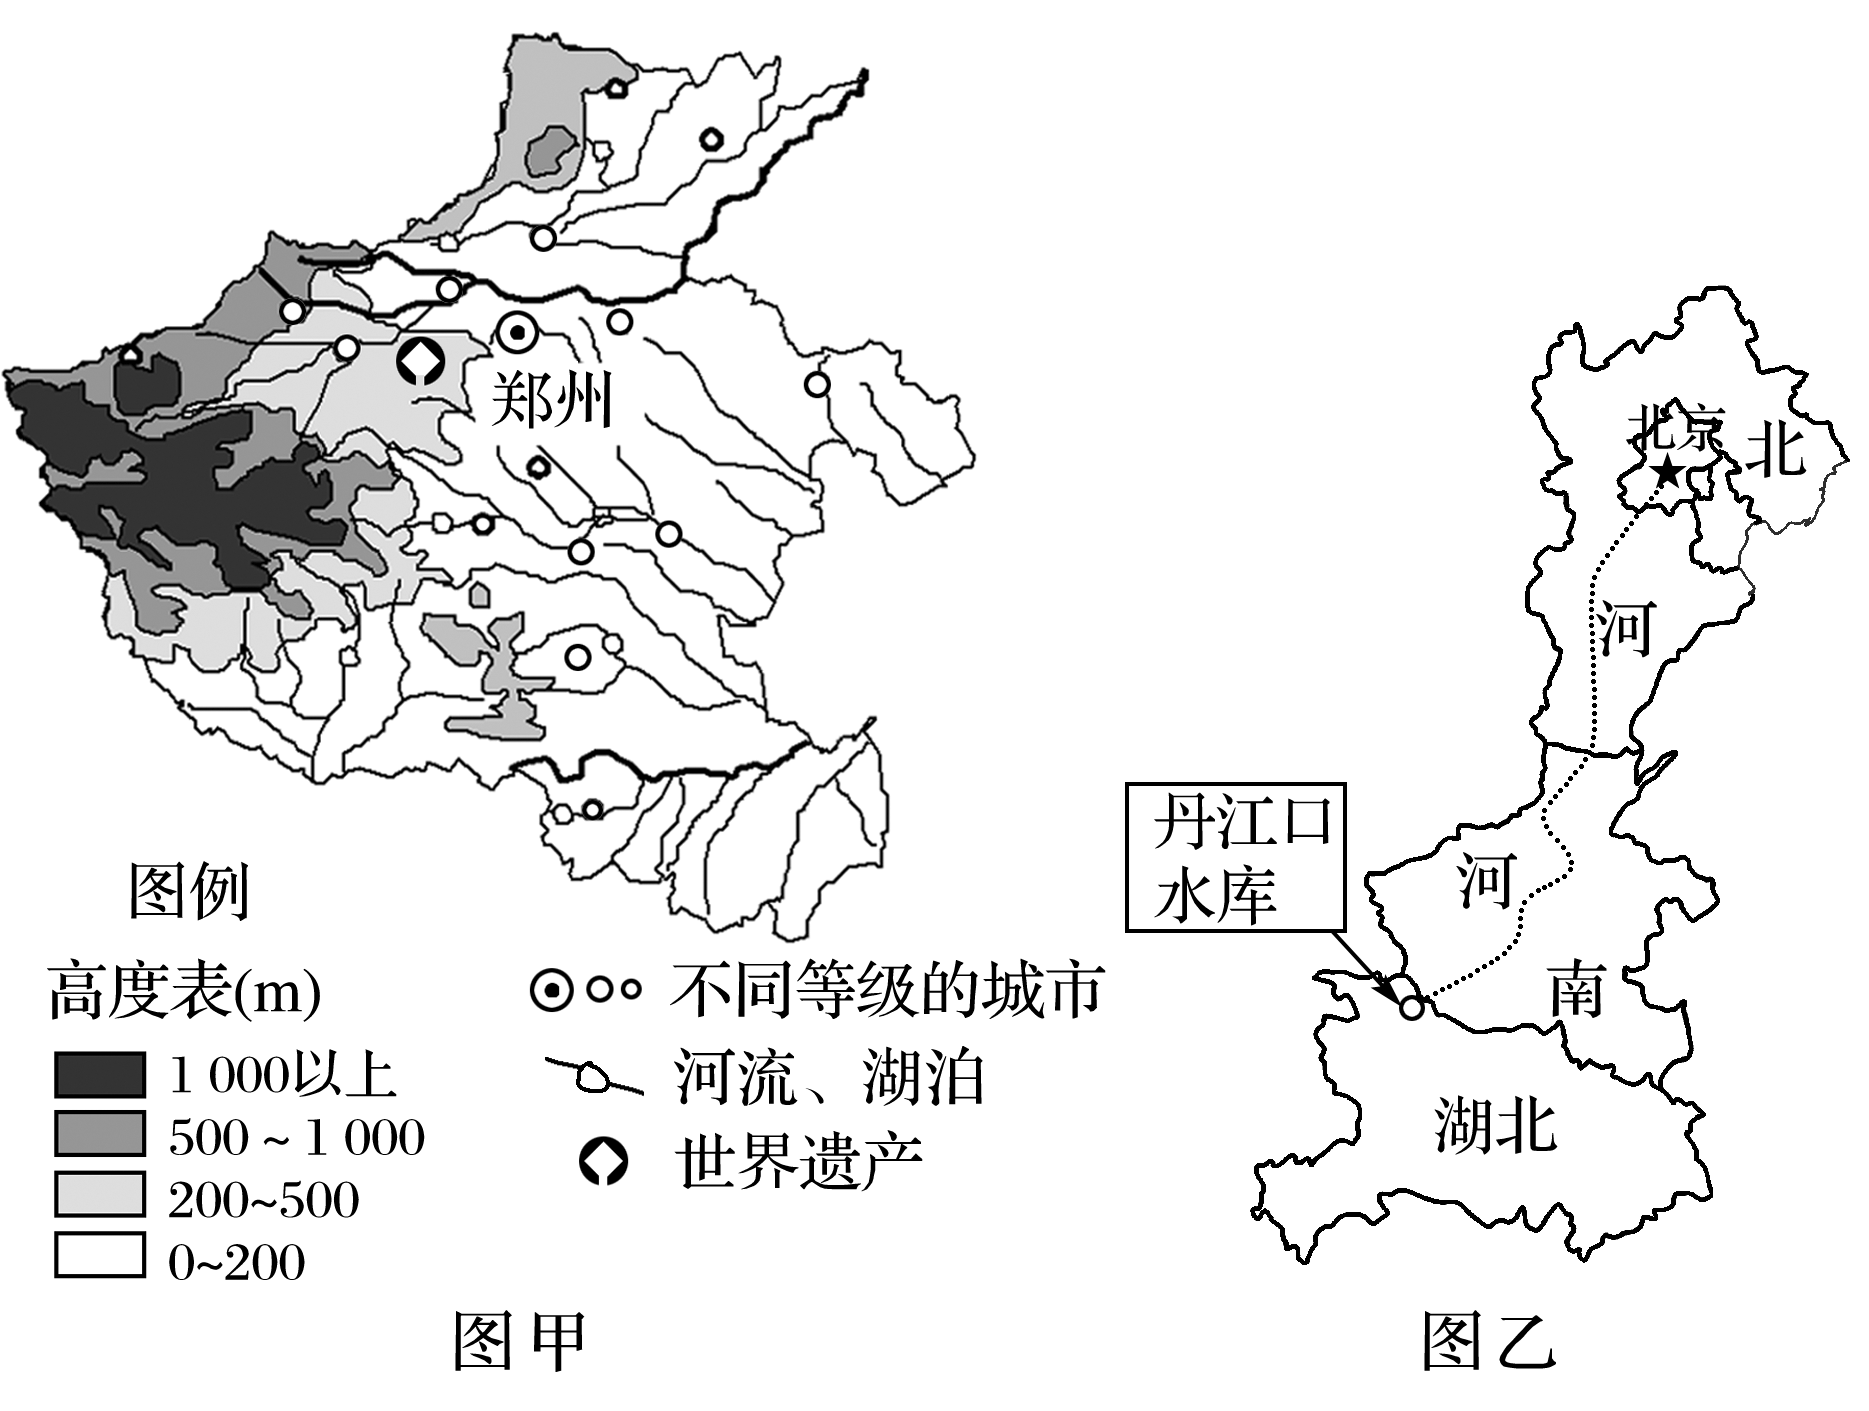 郑州
图例
高度表(m)
1 000以上
500～1 000
200~500
0~200
不同等级的城市
河流、湖泊
世界遗产
图甲
北京
北
河
丹江口
水库
河
南
湖北
图乙